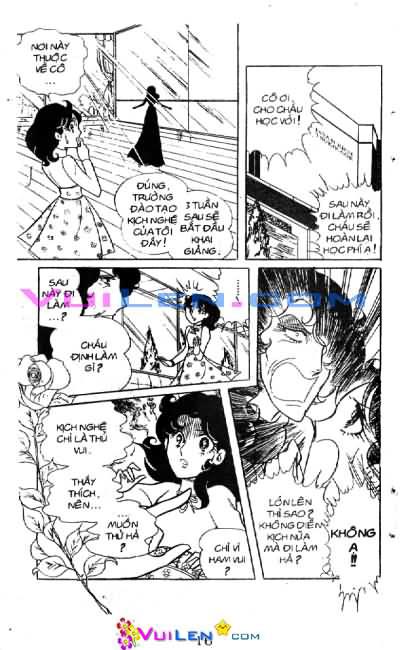 NƠI NÀY
THUỘC
VỀ CÔ...
ĐÚNG,
TRƯỜNG
ĐÀO TẠO
KỊCH NGHỆ
CỦA TÔI
ĐẤY!
3 TUẦN
SAU SẼ
BẮT ĐẦU
KHAI
GIẢNG.
CÔ ƠI,
CHO CHÁU
HỌC VỚI!
SAU NÀY
ĐI LÀM RỒI,
CHÁU SẼ
HOÀN LẠI
HỌC PHÍ Ạ!
SAU
NÀY ĐI
LÀM
...?
CHÁU
ĐỊNH LÀM
GÌ?
VUILEN.COM
KỊCH NGHỆ
CHỈ LÀ THÚ
VUI.
THẤY
THÍCH,
NÊN...
... MUỐN
THỬ HẢ
?
CHỈ VÌ
HAM VUI
?
LỚN LÊN
THÌ SAO?
KHÔNG DIỄN
KỊCH NỮA
MÀ ĐI LÀM
HẢ?
KHÔNG
Ạ!!
VUILEN.COM